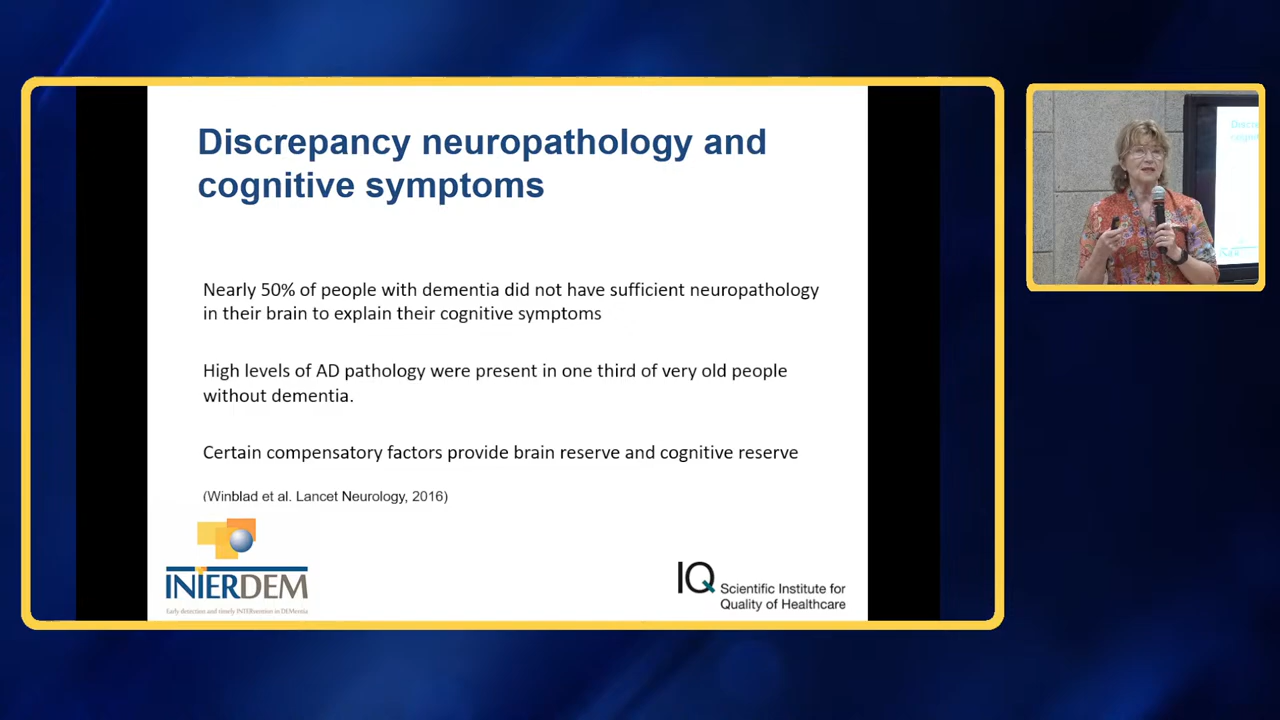 Discrepancy neuropathology and
cognitive symptoms
Nearly 50% of people with dementia did not have sufficient neuropathology
in their brain to explain their cognitive symptoms
High levels of AD pathology were present in one third of very old people
without dementia.
Certain compensatory factors provide brain reserve and cognitive reserve
(Winblad et al. Lancet Neurology, 2016)
INTERDEM
Early detection and timely INTERvention in DEMentia
IQ Scientific Institute for
Quality of Healthcare